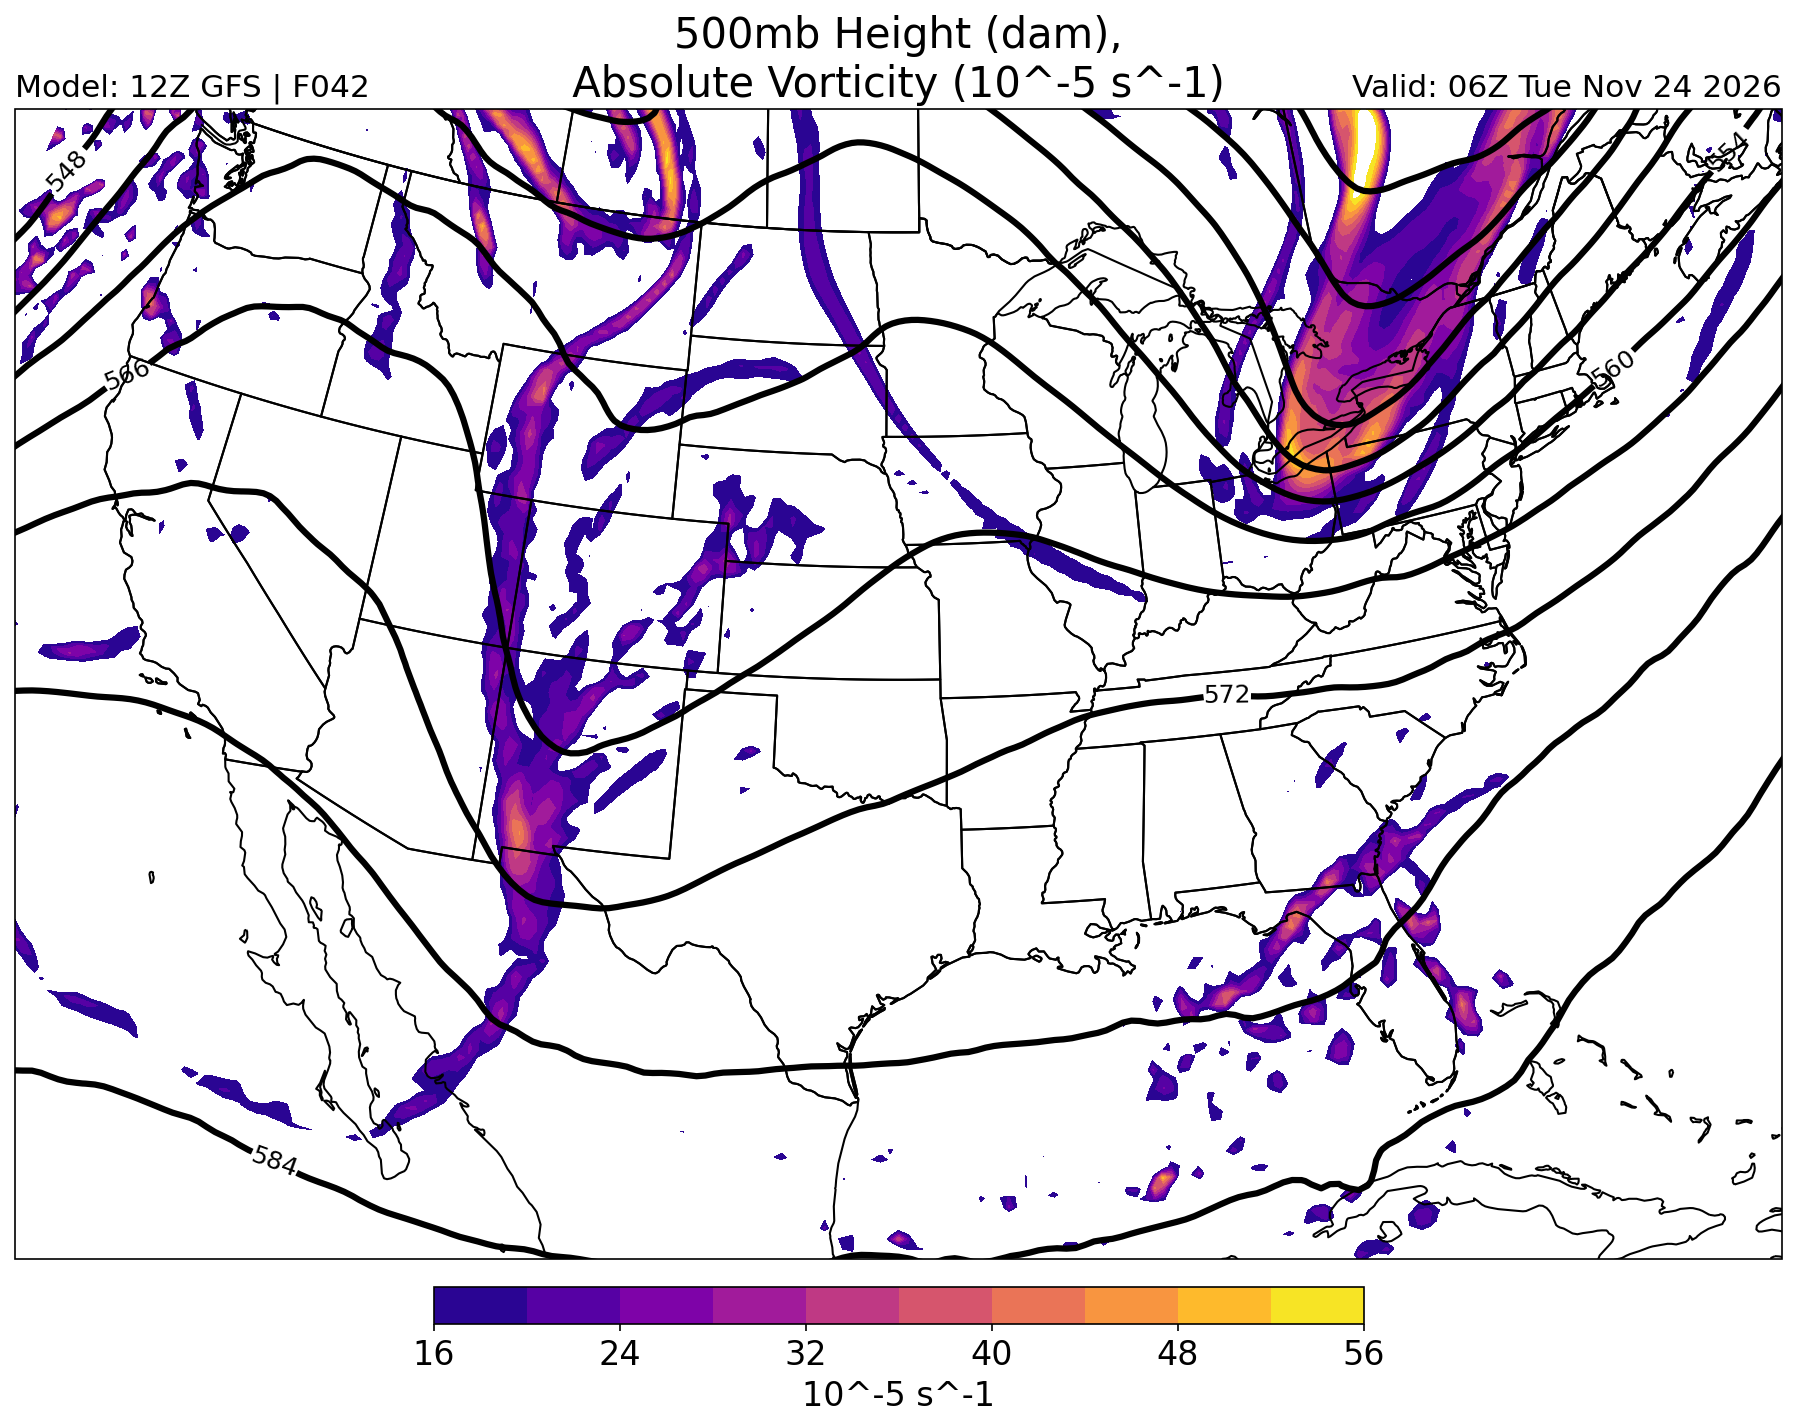 500mb Height (dam),
Absolute Vorticity (10^-5 s^-1)
Model: 12Z GFS | F042
Valid: 06Z Tue Nov 24 2026
548
554
566
560
572
584
16 24 32 40 48 56
10^-5 s^-1